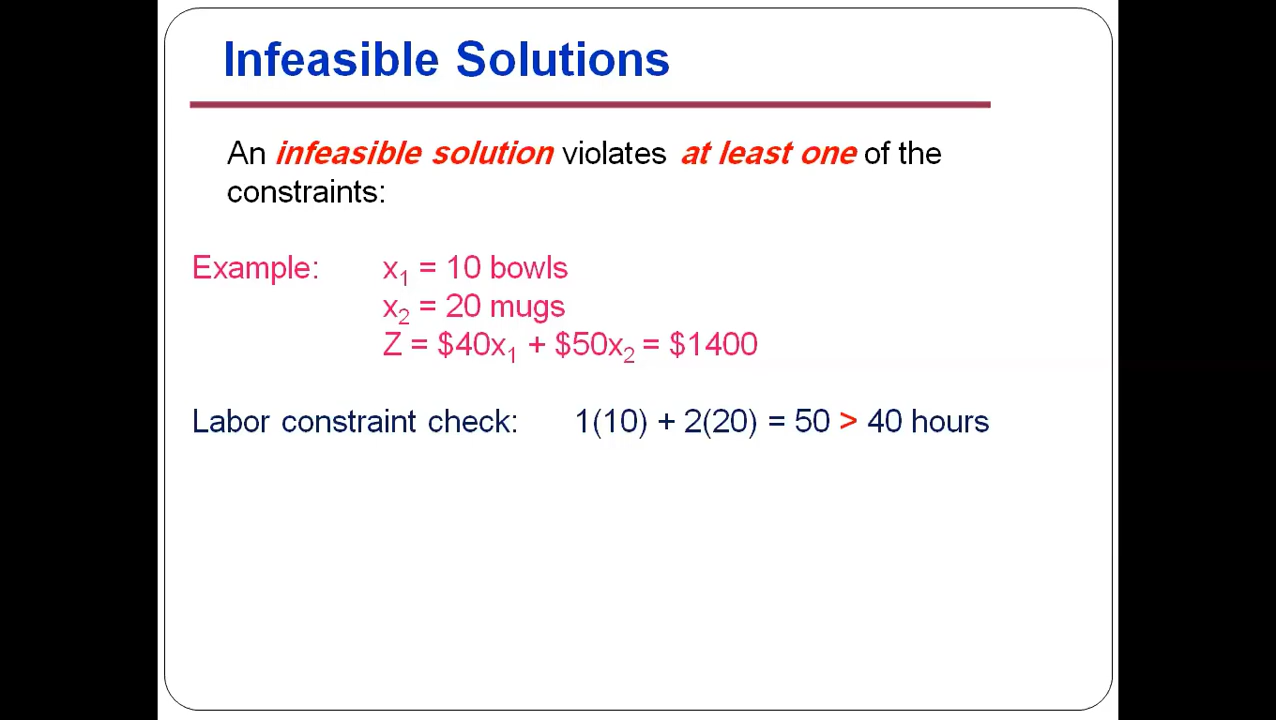 Infeasible Solutions
An infeasible solution violates at least one of the
constraints:
Example: x₁ = 10 bowls
x₂ = 20 mugs
Z = $40x₁ + $50x₂ = $1400
Labor constraint check: 1(10) + 2(20) = 50 > 40 hours